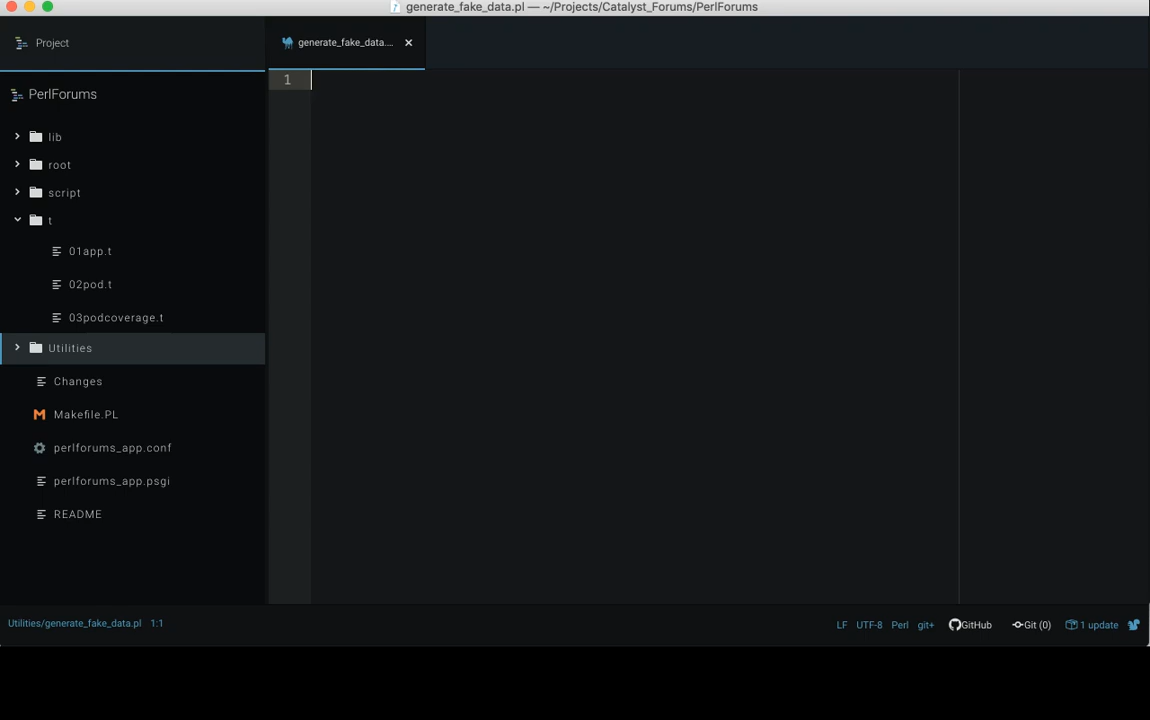 generate_fake_data.pl — ~/Projects/Catalyst_Forums/PerlForums
Project
generate_fake_data....
PerlForums
1
lib
root
script
t
01app.t
02pod.t
03podcoverage.t
Utilities
Changes
Makefile.PL
perlforums_app.conf
perlforums_app.psgi
README
Utilities/generate_fake_data.pl 1:1
LF UTF-8 Perl git+ GitHub Git (0) 1 update